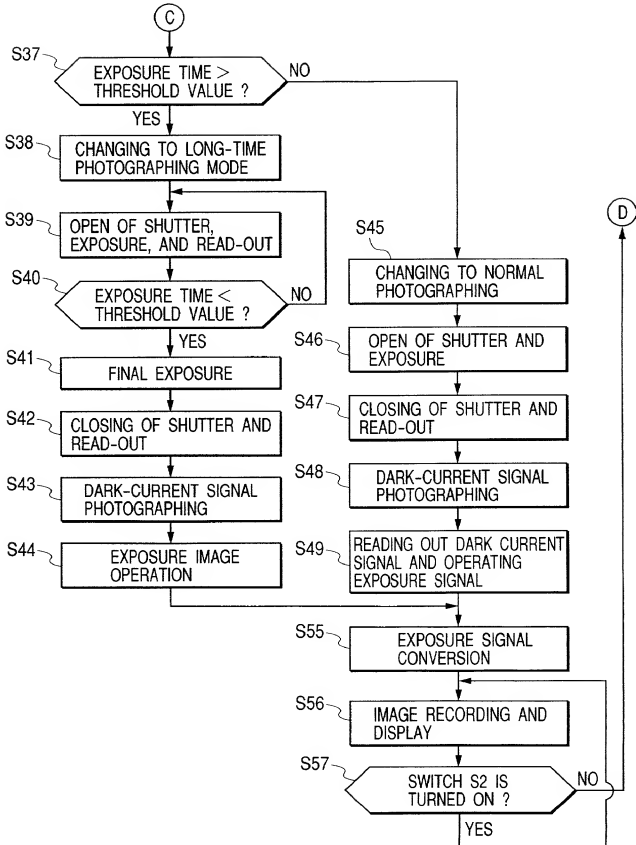 C
S37
EXPOSURE TIME >
THRESHOLD VALUE ?
NO
YES
S38
CHANGING TO LONG-TIME
PHOTOGRAPHING MODE
S39
OPEN OF SHUTTER,
EXPOSURE, AND READ-OUT
S40
EXPOSURE TIME <
THRESHOLD VALUE ?
NO
YES
S41
FINAL EXPOSURE
S42
CLOSING OF SHUTTER AND
READ-OUT
S43
DARK-CURRENT SIGNAL
PHOTOGRAPHING
S44
EXPOSURE IMAGE
OPERATION
D
S45
CHANGING TO NORMAL
PHOTOGRAPHING
S46
OPEN OF SHUTTER AND
EXPOSURE
S47
CLOSING OF SHUTTER AND
READ-OUT
S48
DARK-CURRENT SIGNAL
PHOTOGRAPHING
S49
READING OUT DARK CURRENT
SIGNAL AND OPERATING
EXPOSURE SIGNAL
S55
EXPOSURE SIGNAL
CONVERSION
S56
IMAGE RECORDING AND
DISPLAY
S57
SWITCH S2 IS
TURNED ON ?
NO
YES